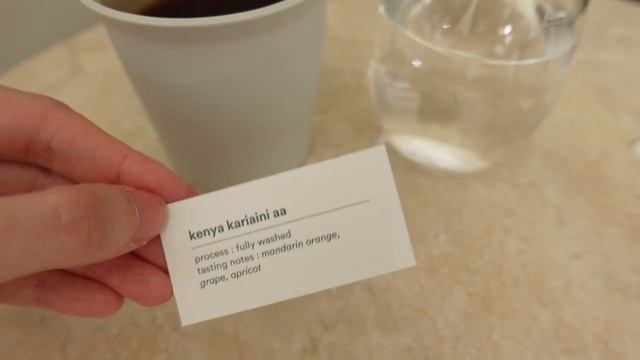 kenya kariaini aa
process : fully washed
tasting notes : mandarin orange,
grape, apricot